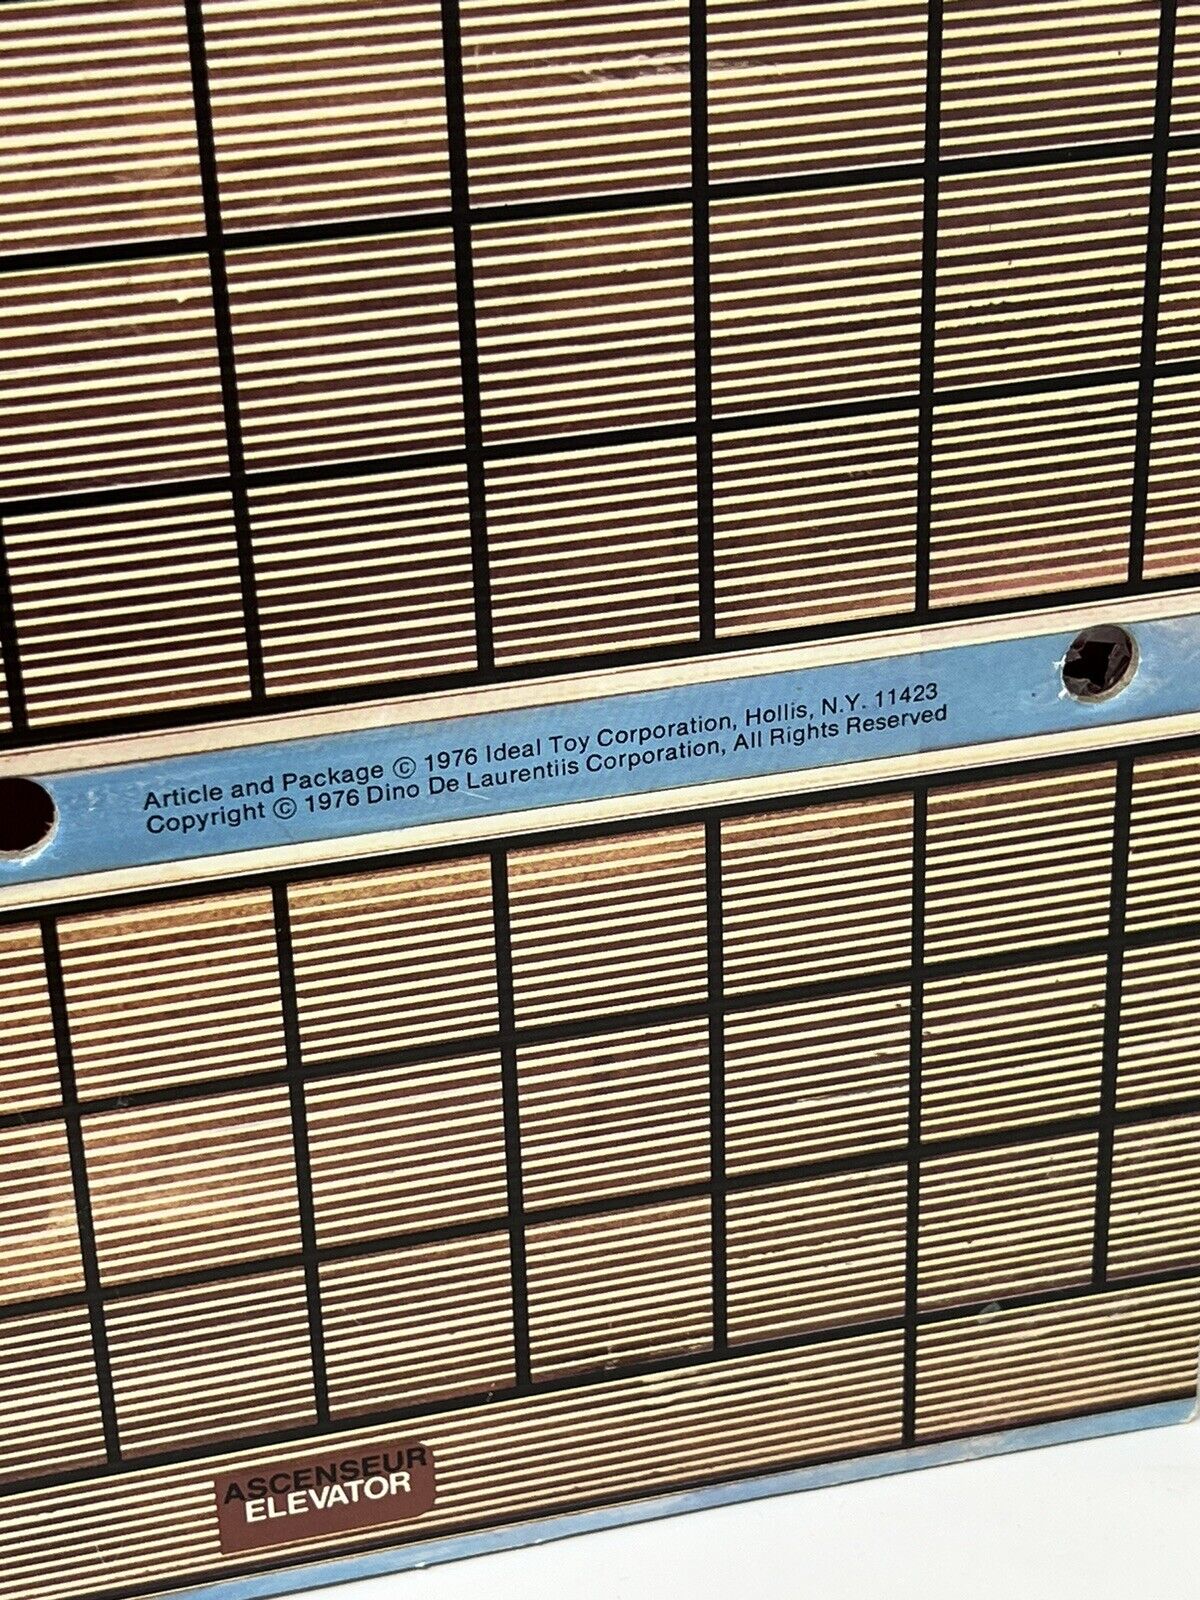 Article and Package © 1976 Ideal Toy Corporation, Hollis, N.Y. 11423
Copyright © 1976 Dino De Laurentiis Corporation, All Rights Reserved
ASCENSEUR
ELEVATOR